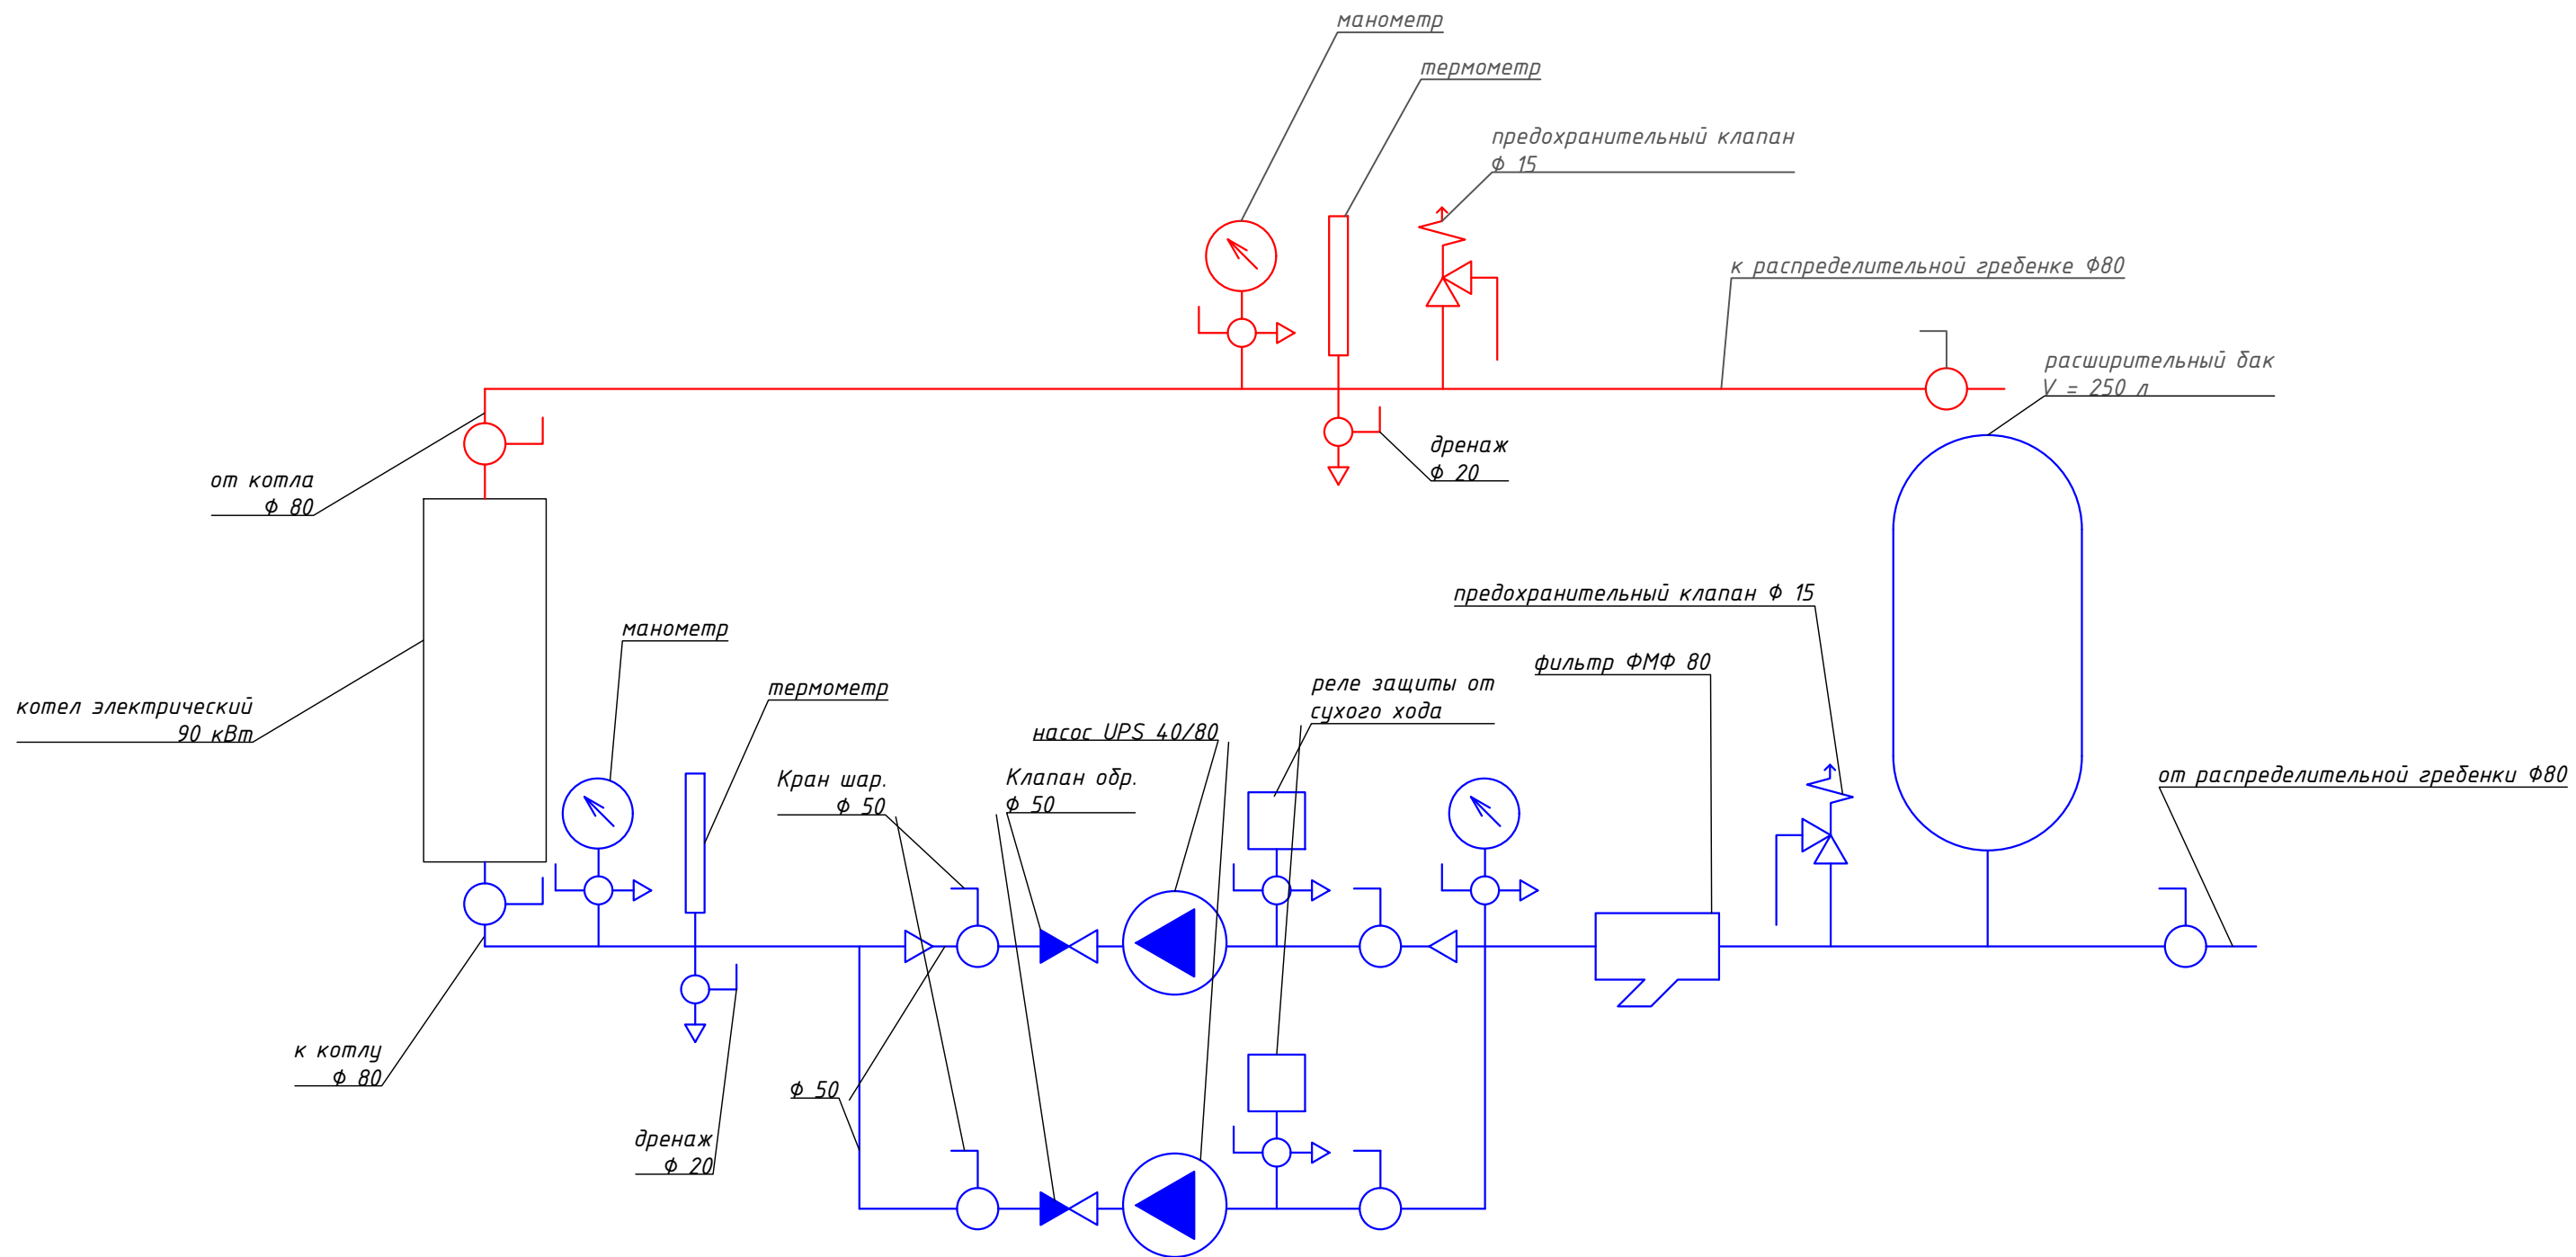 манометр
термометр
предохранительный клапан
Ф 15
к распределительной гребенке Ф80
расширительный бак
V = 250 л
дренаж
Ф 20
от котла
Ф 80
предохранительный клапан Ф 15
манометр
фильтр ФМФ 80
термометр
реле защиты от
сухого хода
котел электрический
90 кВт
насос UPS 40/80
Кран шар.
Ф 50
Клапан обр.
Ф 50
от распределительной гребенки Ф80
к котлу
Ф 80
Ф 50
дренаж
Ф 20